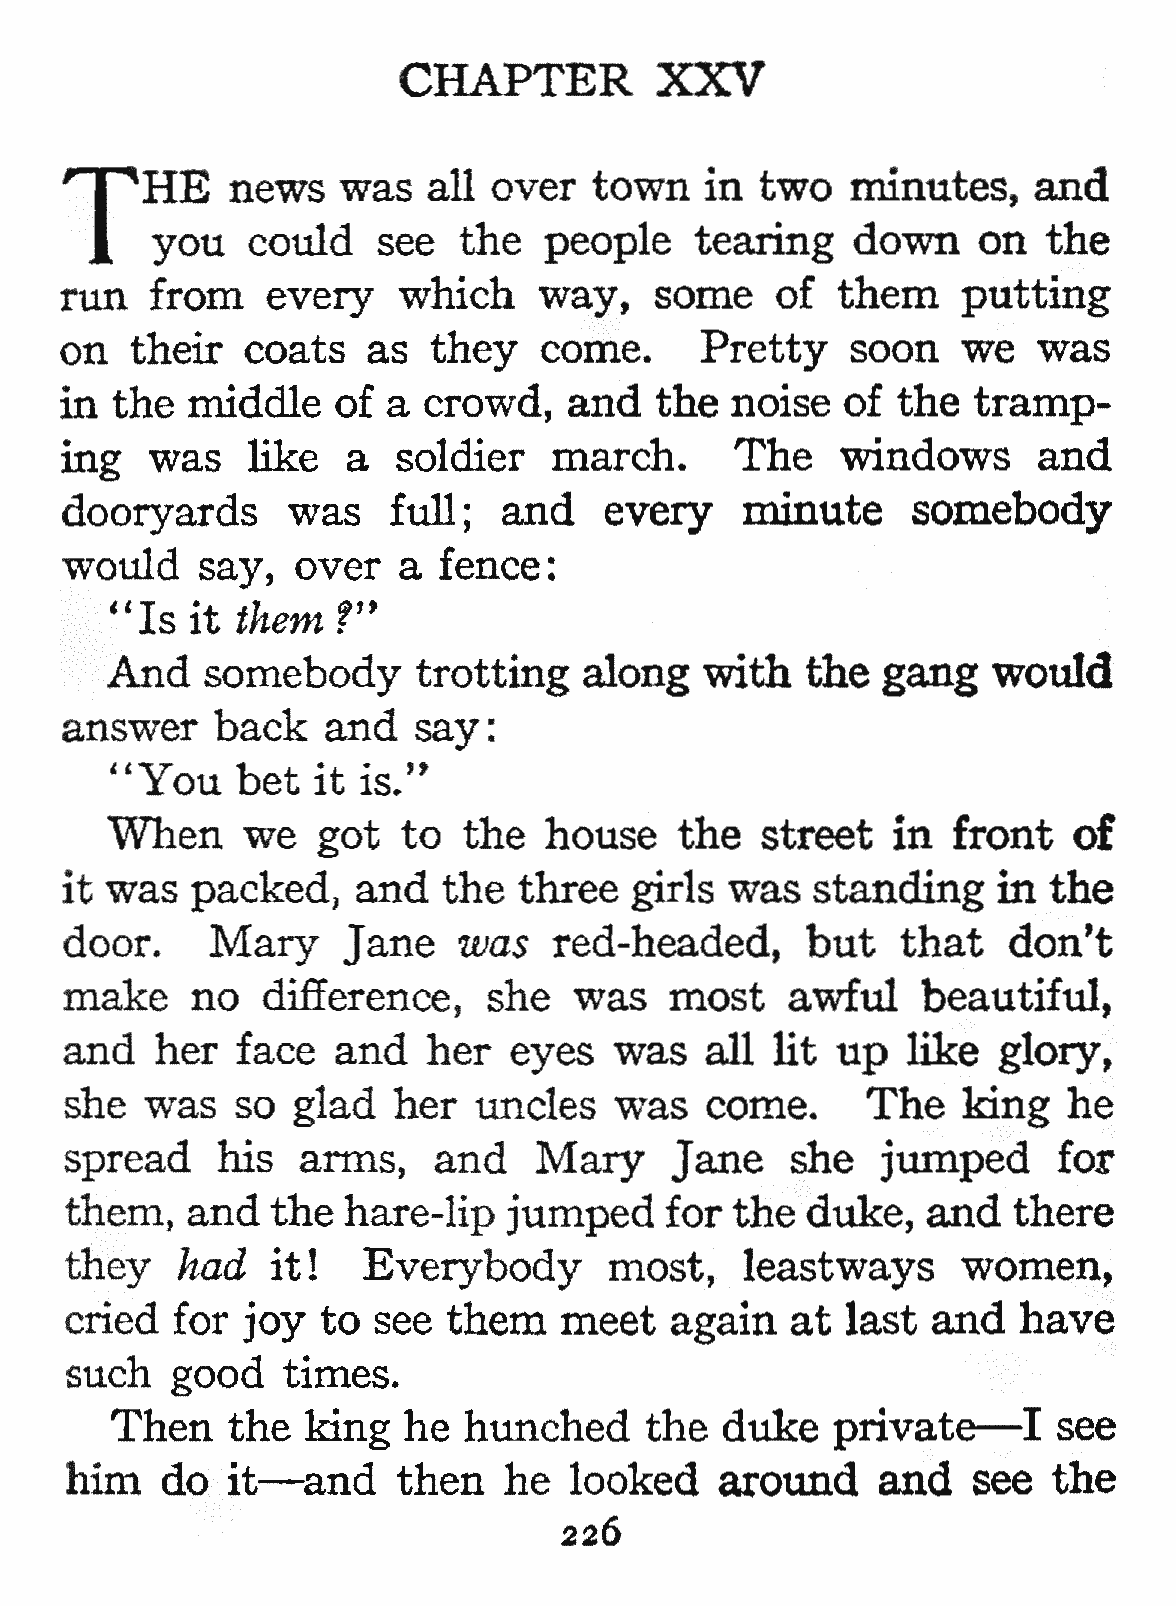 CHAPTER XXV
THE news was all over town in two minutes, and
you could see the people tearing down on the
run from every which way, some of them putting
on their coats as they come. Pretty soon we was
in the middle of a crowd, and the noise of the tramp-
ing was like a soldier march. The windows and
dooryards was full; and every minute somebody
would say, over a fence:
"Is it them?"
And somebody trotting along with the gang would
answer back and say:
"You bet it is."
When we got to the house the street in front of
it was packed, and the three girls was standing in the
door. Mary Jane was red-headed, but that don't
make no difference, she was most awful beautiful,
and her face and her eyes was all lit up like glory,
she was so glad her uncles was come. The king he
spread his arms, and Mary Jane she jumped for
them, and the hare-lip jumped for the duke, and there
they had it! Everybody most, leastways women,
cried for joy to see them meet again at last and have
such good times.
Then the king he hunched the duke private—I see
him do it—and then he looked around and see the
226